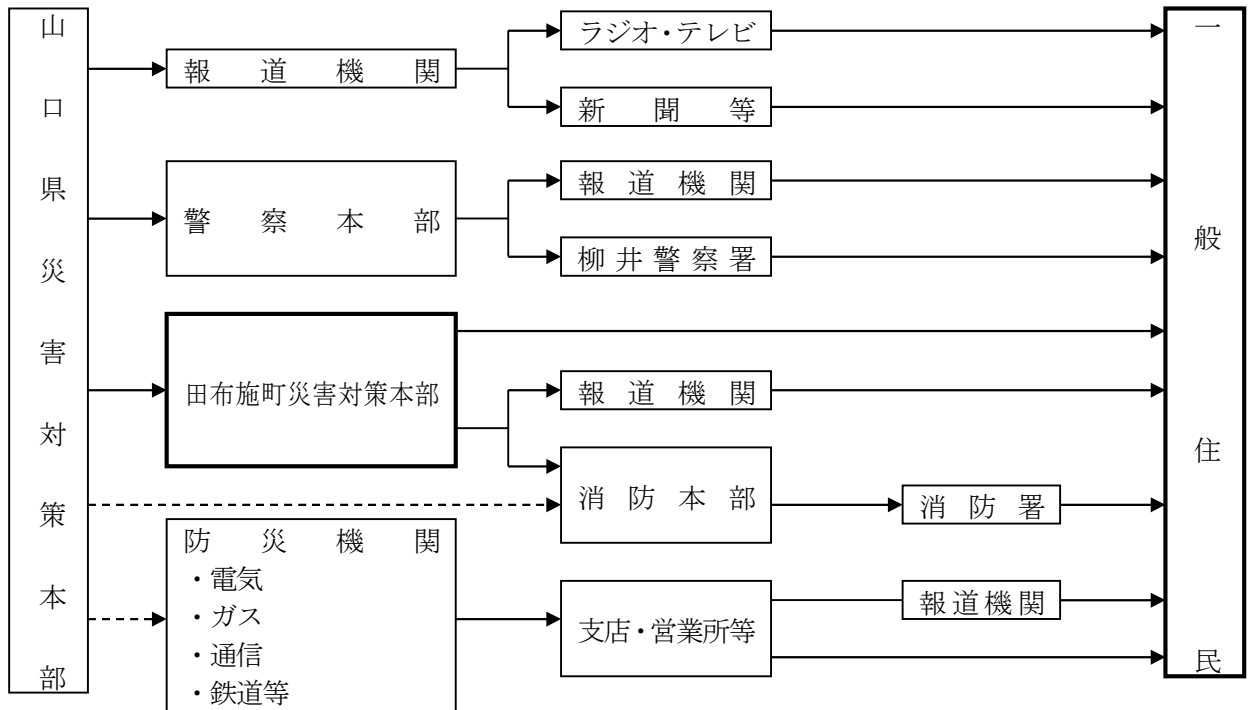 山口県災害対策本部
報道機関
ラジオ・テレビ
新聞等
警察本部
報道機関
柳井警察署
田布施町災害対策本部
報道機関
消防本部
消防署
防災機関
・電気
・ガス
・通信
・鉄道等
支店・営業所等
報道機関
一般住民